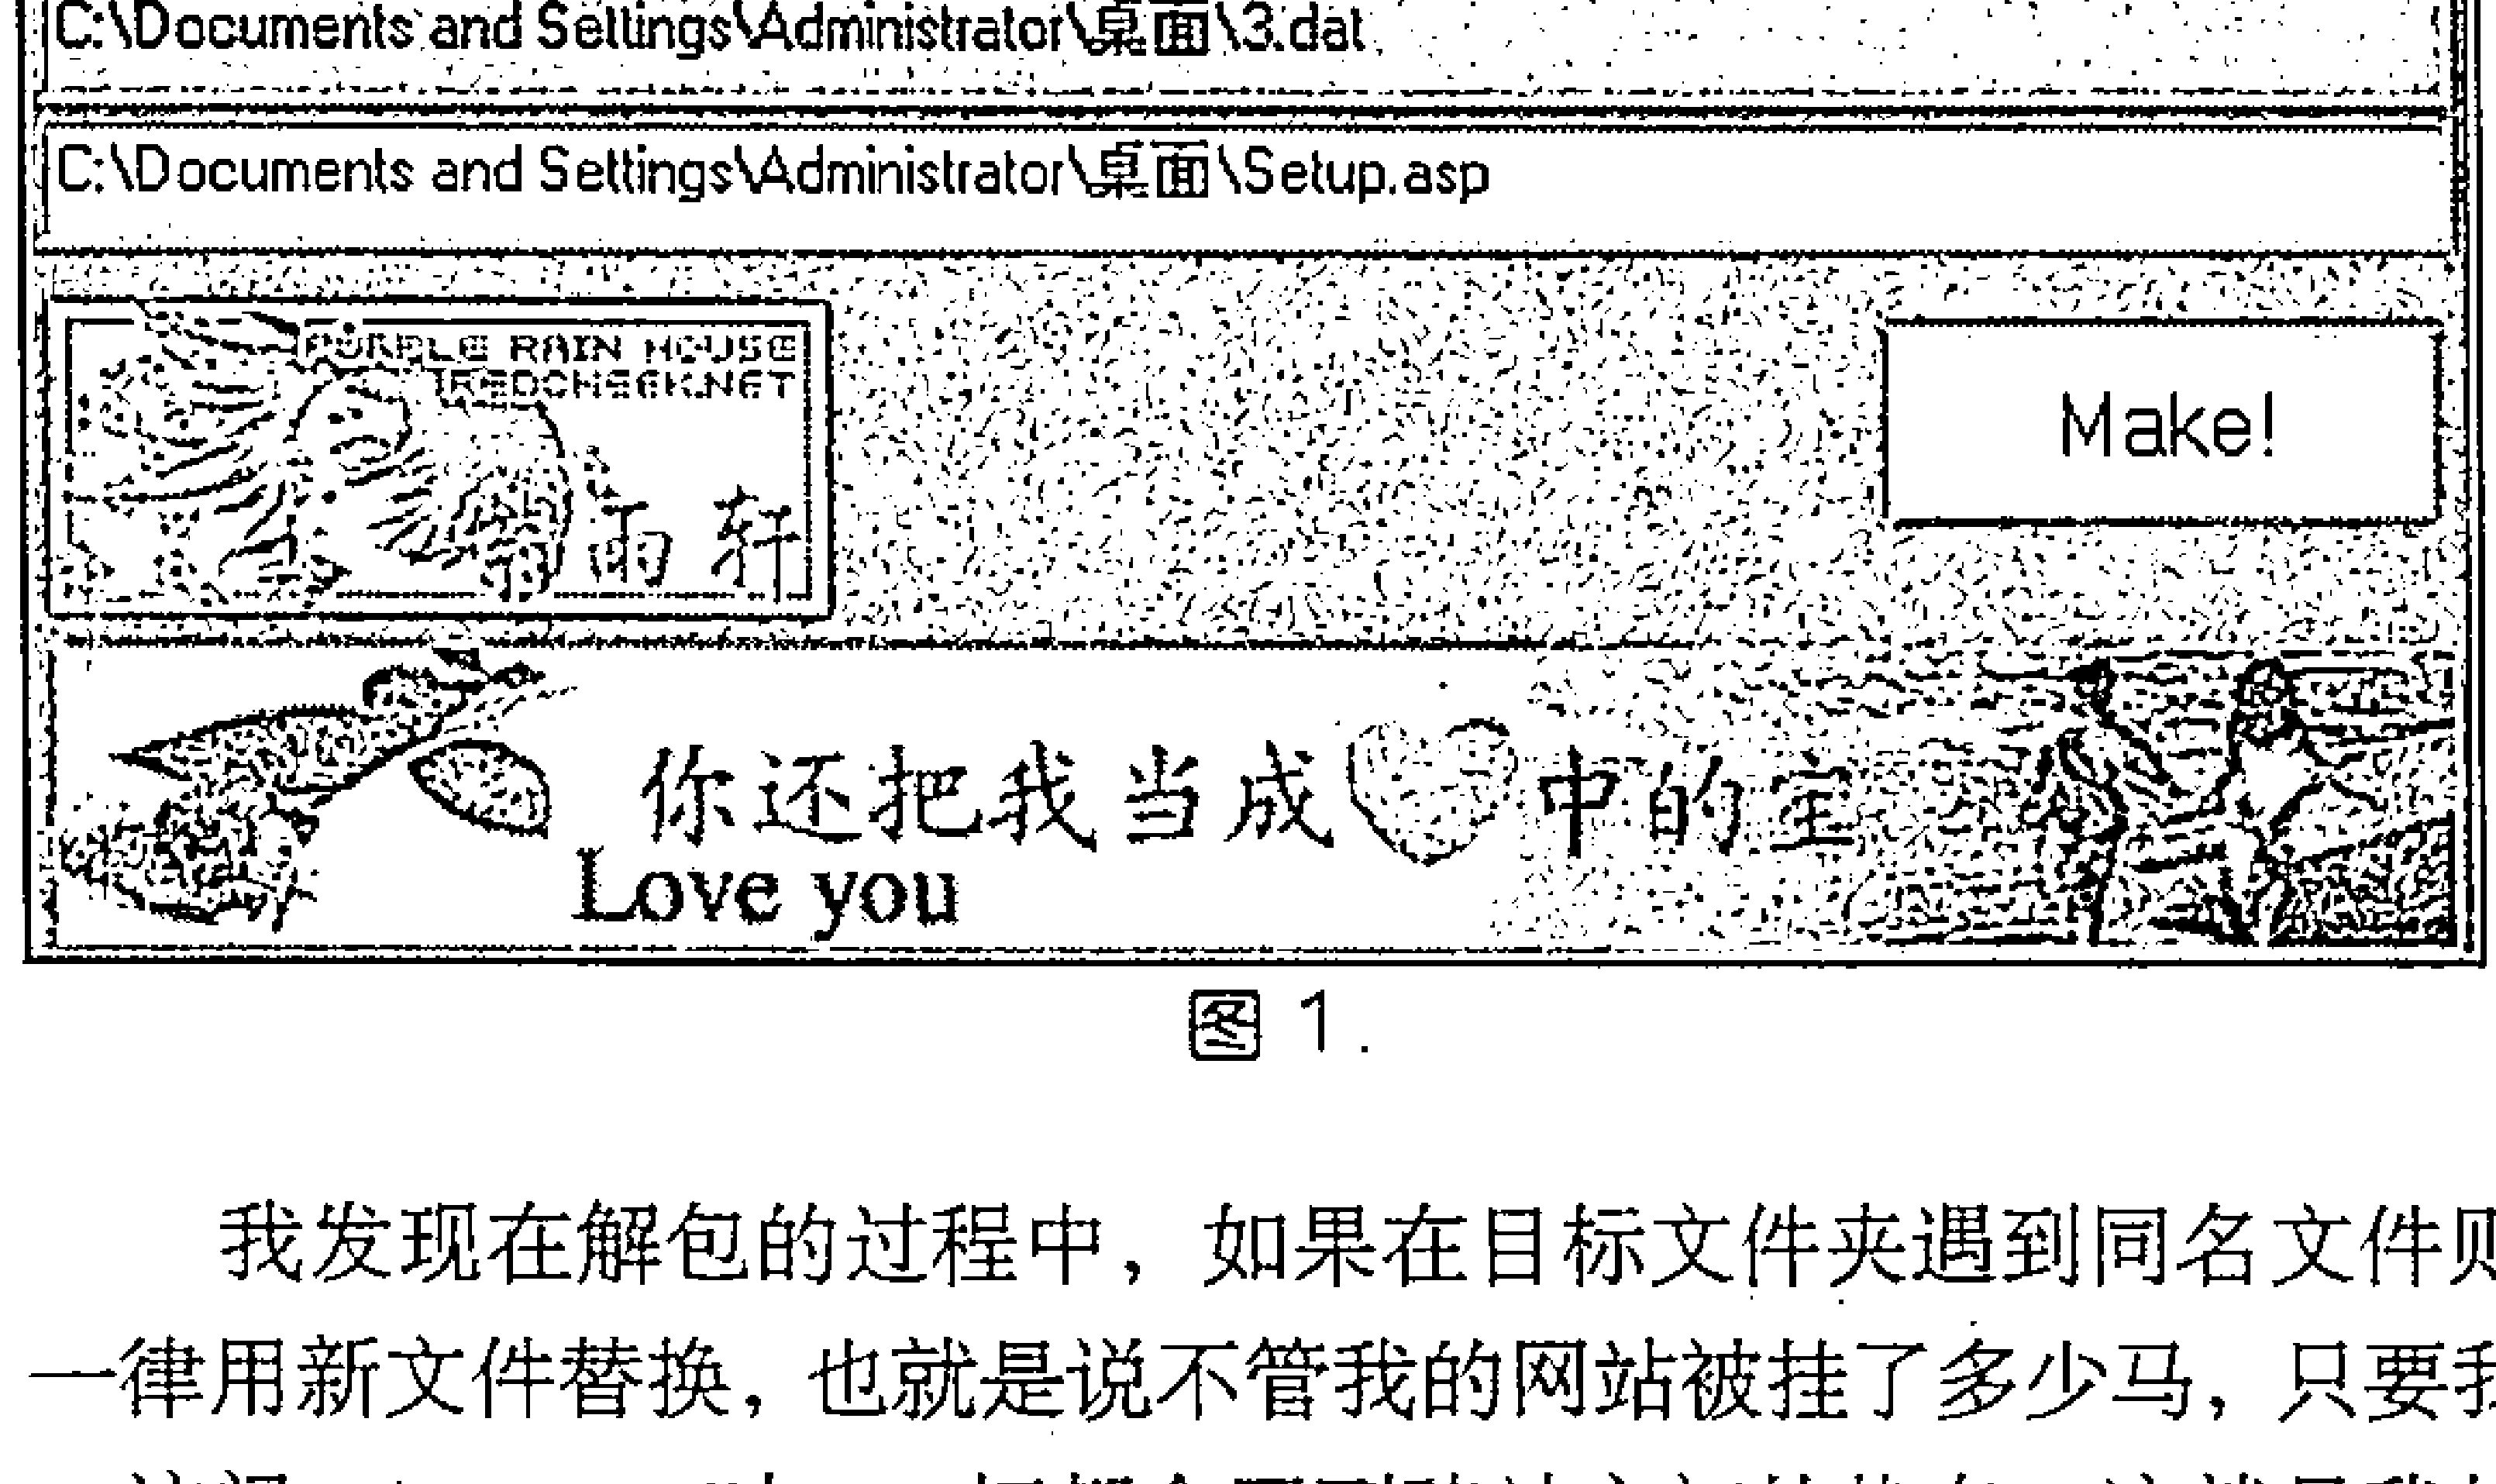 C:\Documents and Settings\Administrator\桌面\3.dat
C:\Documents and Settings\Administrator\桌面\Setup.asp
PURPLE RAIN HOUSE
雨轩
Make!
你还把我当成 中的宝
Love you
图 1.
我发现在解包的过程中，如果在目标文件夹遇到同名文件则
一律用新文件替换，也就是说不管我的网站被挂了多少马，只要我